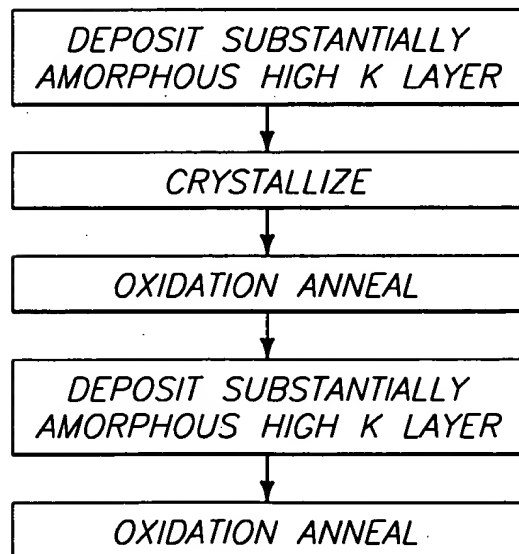 DEPOSIT SUBSTANTIALLY
AMORPHOUS HIGH K LAYER
CRYSTALLIZE
OXIDATION ANNEAL
DEPOSIT SUBSTANTIALLY
AMORPHOUS HIGH K LAYER
OXIDATION ANNEAL